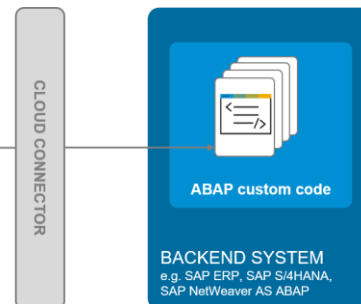 CLOUD CONNECTOR
ABAP custom code
BACKEND SYSTEM
e.g. SAP ERP, SAP S/4HANA,
SAP NetWeaver AS ABAP